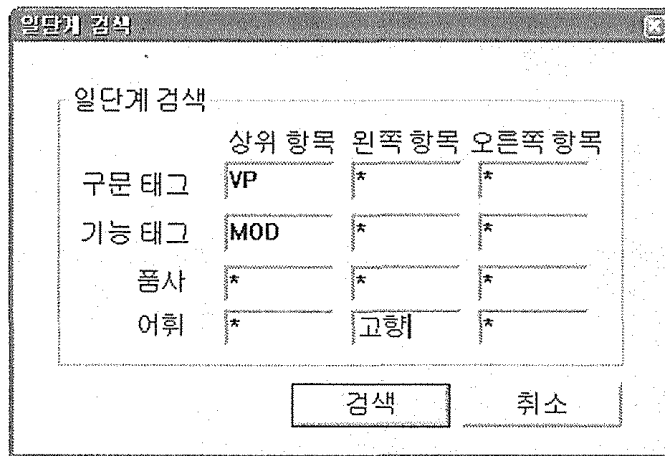 일단계 검색
일단계 검색
상위 항목 왼쪽 항목 오른쪽 항목
구문 태그 VP * *
기능 태그 MOD * *
품사 * * *
어휘 * 고향 *
검색 취소